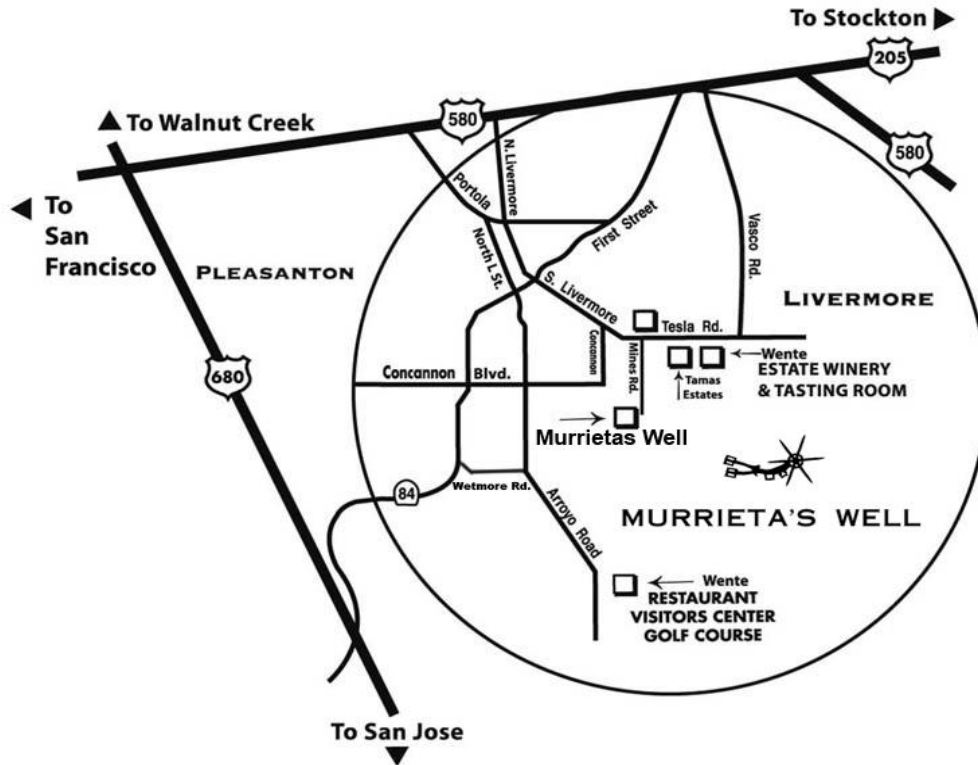 To Stockton
205
580
To Walnut Creek
580
N. Livermore
To
San
Francisco
Portola
First Street
Vasco Rd.
PLEASANTON
North L St.
S. Livermore
LIVERMORE
Tesla Rd.
680
Concannon
Mines Rd.
Wente
ESTATE WINERY
& TASTING ROOM
Tamas
Estates
Concannon Blvd.
Murrietas Well
Wetmore Rd.
84
Arroyo Road
MURRIETA'S WELL
Wente
RESTAURANT
VISITORS CENTER
GOLF COURSE
To San Jose